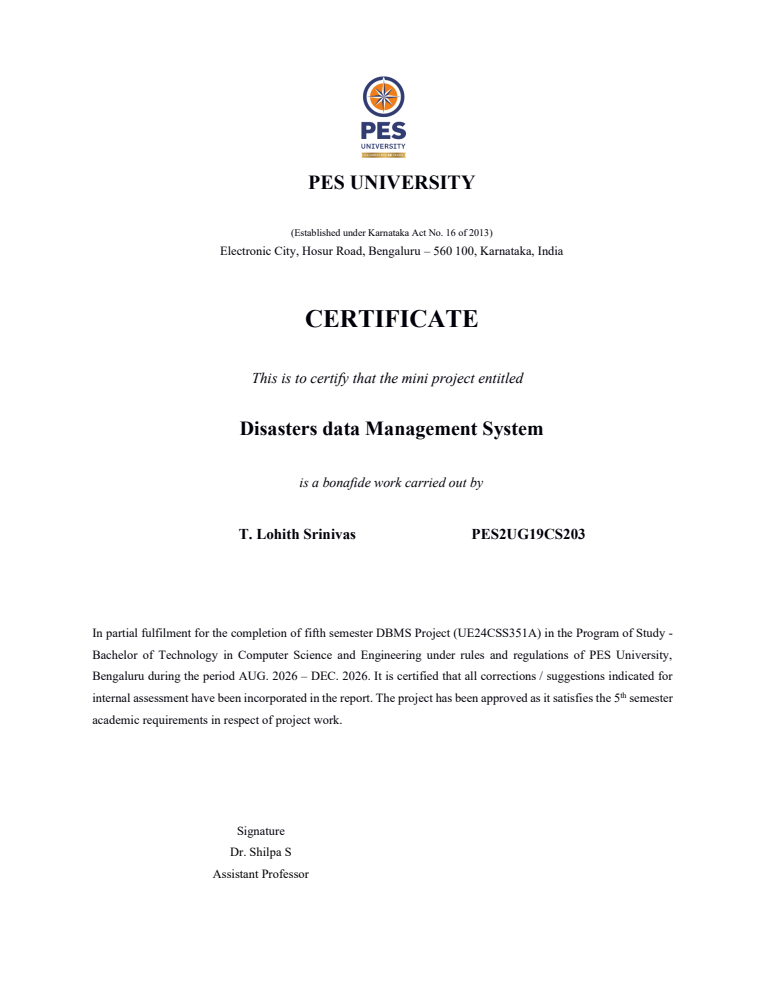 PES
UNIVERSITY
PES UNIVERSITY
(Established under Karnataka Act No. 16 of 2013)
Electronic City, Hosur Road, Bengaluru – 560 100, Karnataka, India
CERTIFICATE
This is to certify that the mini project entitled
Disasters data Management System
is a bonafide work carried out by
T. Lohith Srinivas PES2UG19CS203
In partial fulfilment for the completion of fifth semester DBMS Project (UE24CSS351A) in the Program of Study -
Bachelor of Technology in Computer Science and Engineering under rules and regulations of PES University,
Bengaluru during the period AUG. 2026 – DEC. 2026. It is certified that all corrections / suggestions indicated for
internal assessment have been incorporated in the report. The project has been approved as it satisfies the 5th semester
academic requirements in respect of project work.
Signature
Dr. Shilpa S
Assistant Professor